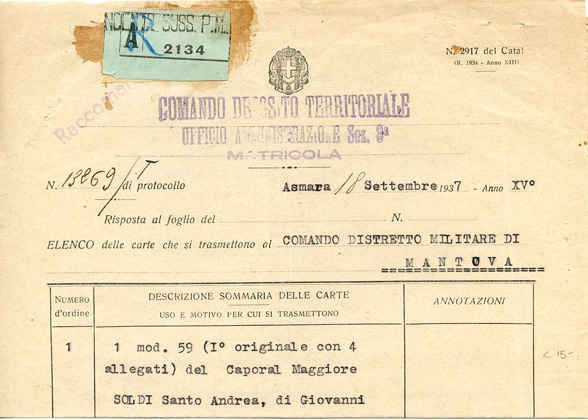 SUSS. P.M.
A R
2134
N. 2917 del Catal
(R. 1934 - Anno XIII)
COMANDO DEPOSITO TERRITORIALE
UFFICIO AMMINISTRAZIONE Sez. 9ª
MATRICOLA
N. 13269/T di protocollo
Asmara 18 Settembre 1937 - Anno XV°
Risposta al foglio del N.
ELENCO delle carte che si trasmettono al COMANDO DISTRETTO MILITARE DI
MANTOVA
NUMERO d'ordine
DESCRIZIONE SOMMARIA DELLE CARTE
USO E MOTIVO PER CUI SI TRASMETTONO
ANNOTAZIONI
1 1 mod. 59 (I° originale con 4
allegati) del Caporal Maggiore
SOLDI Santo Andrea, di Giovanni
L 15-